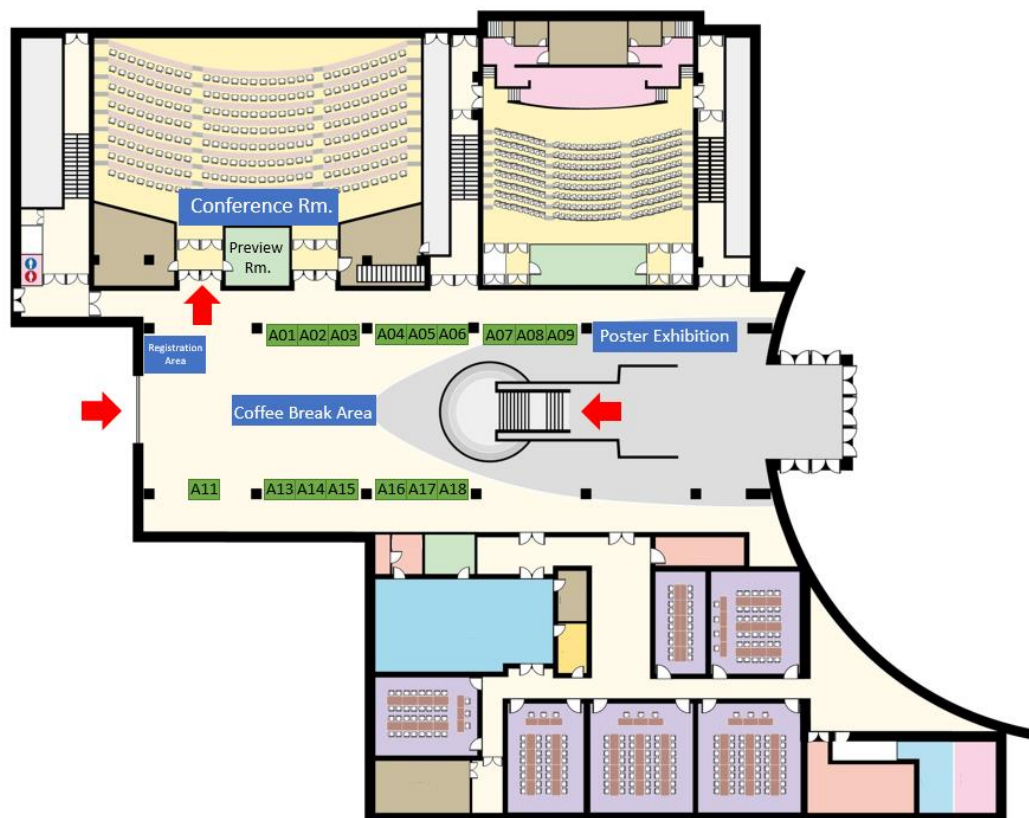 Conference Rm.
Preview
Rm.
A01 A02 A03 A04 A05 A06 A07 A08 A09 Poster Exhibition
Registration
Area
Coffee Break Area
A11 A13 A14 A15 A16 A17 A18